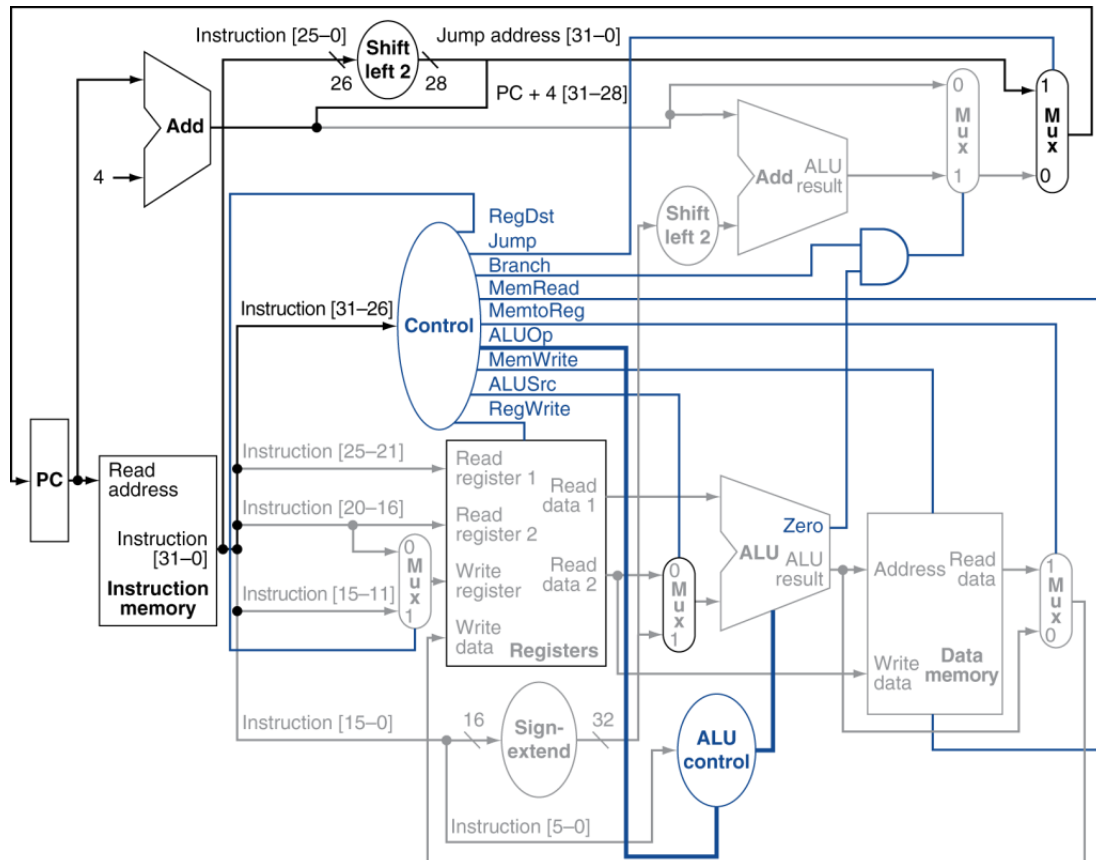 Instruction [25–0]
Shift
left 2
Jump address [31–0]
26
28
PC + 4 [31–28]
Add
4
0
M
u
x
1
1
M
u
x
0
Add
ALU
result
Shift
left 2
RegDst
Jump
Branch
MemRead
MemtoReg
ALUOp
MemWrite
ALUSrc
RegWrite
Instruction [31–26]
Control
PC
Read
address
Instruction
[31–0]
Instruction
memory
Instruction [25–21]
Instruction [20–16]
Instruction [15–11]
0
M
u
x
1
Read
register 1
Read
register 2
Write
register
Write
data
Read
data 1
Read
data 2
Registers
0
M
u
x
1
Zero
ALU
ALU
result
Address
Read
data
Write
data
Data
memory
1
M
u
x
0
Instruction [15–0]
16
Sign-
extend
32
ALU
control
Instruction [5–0]